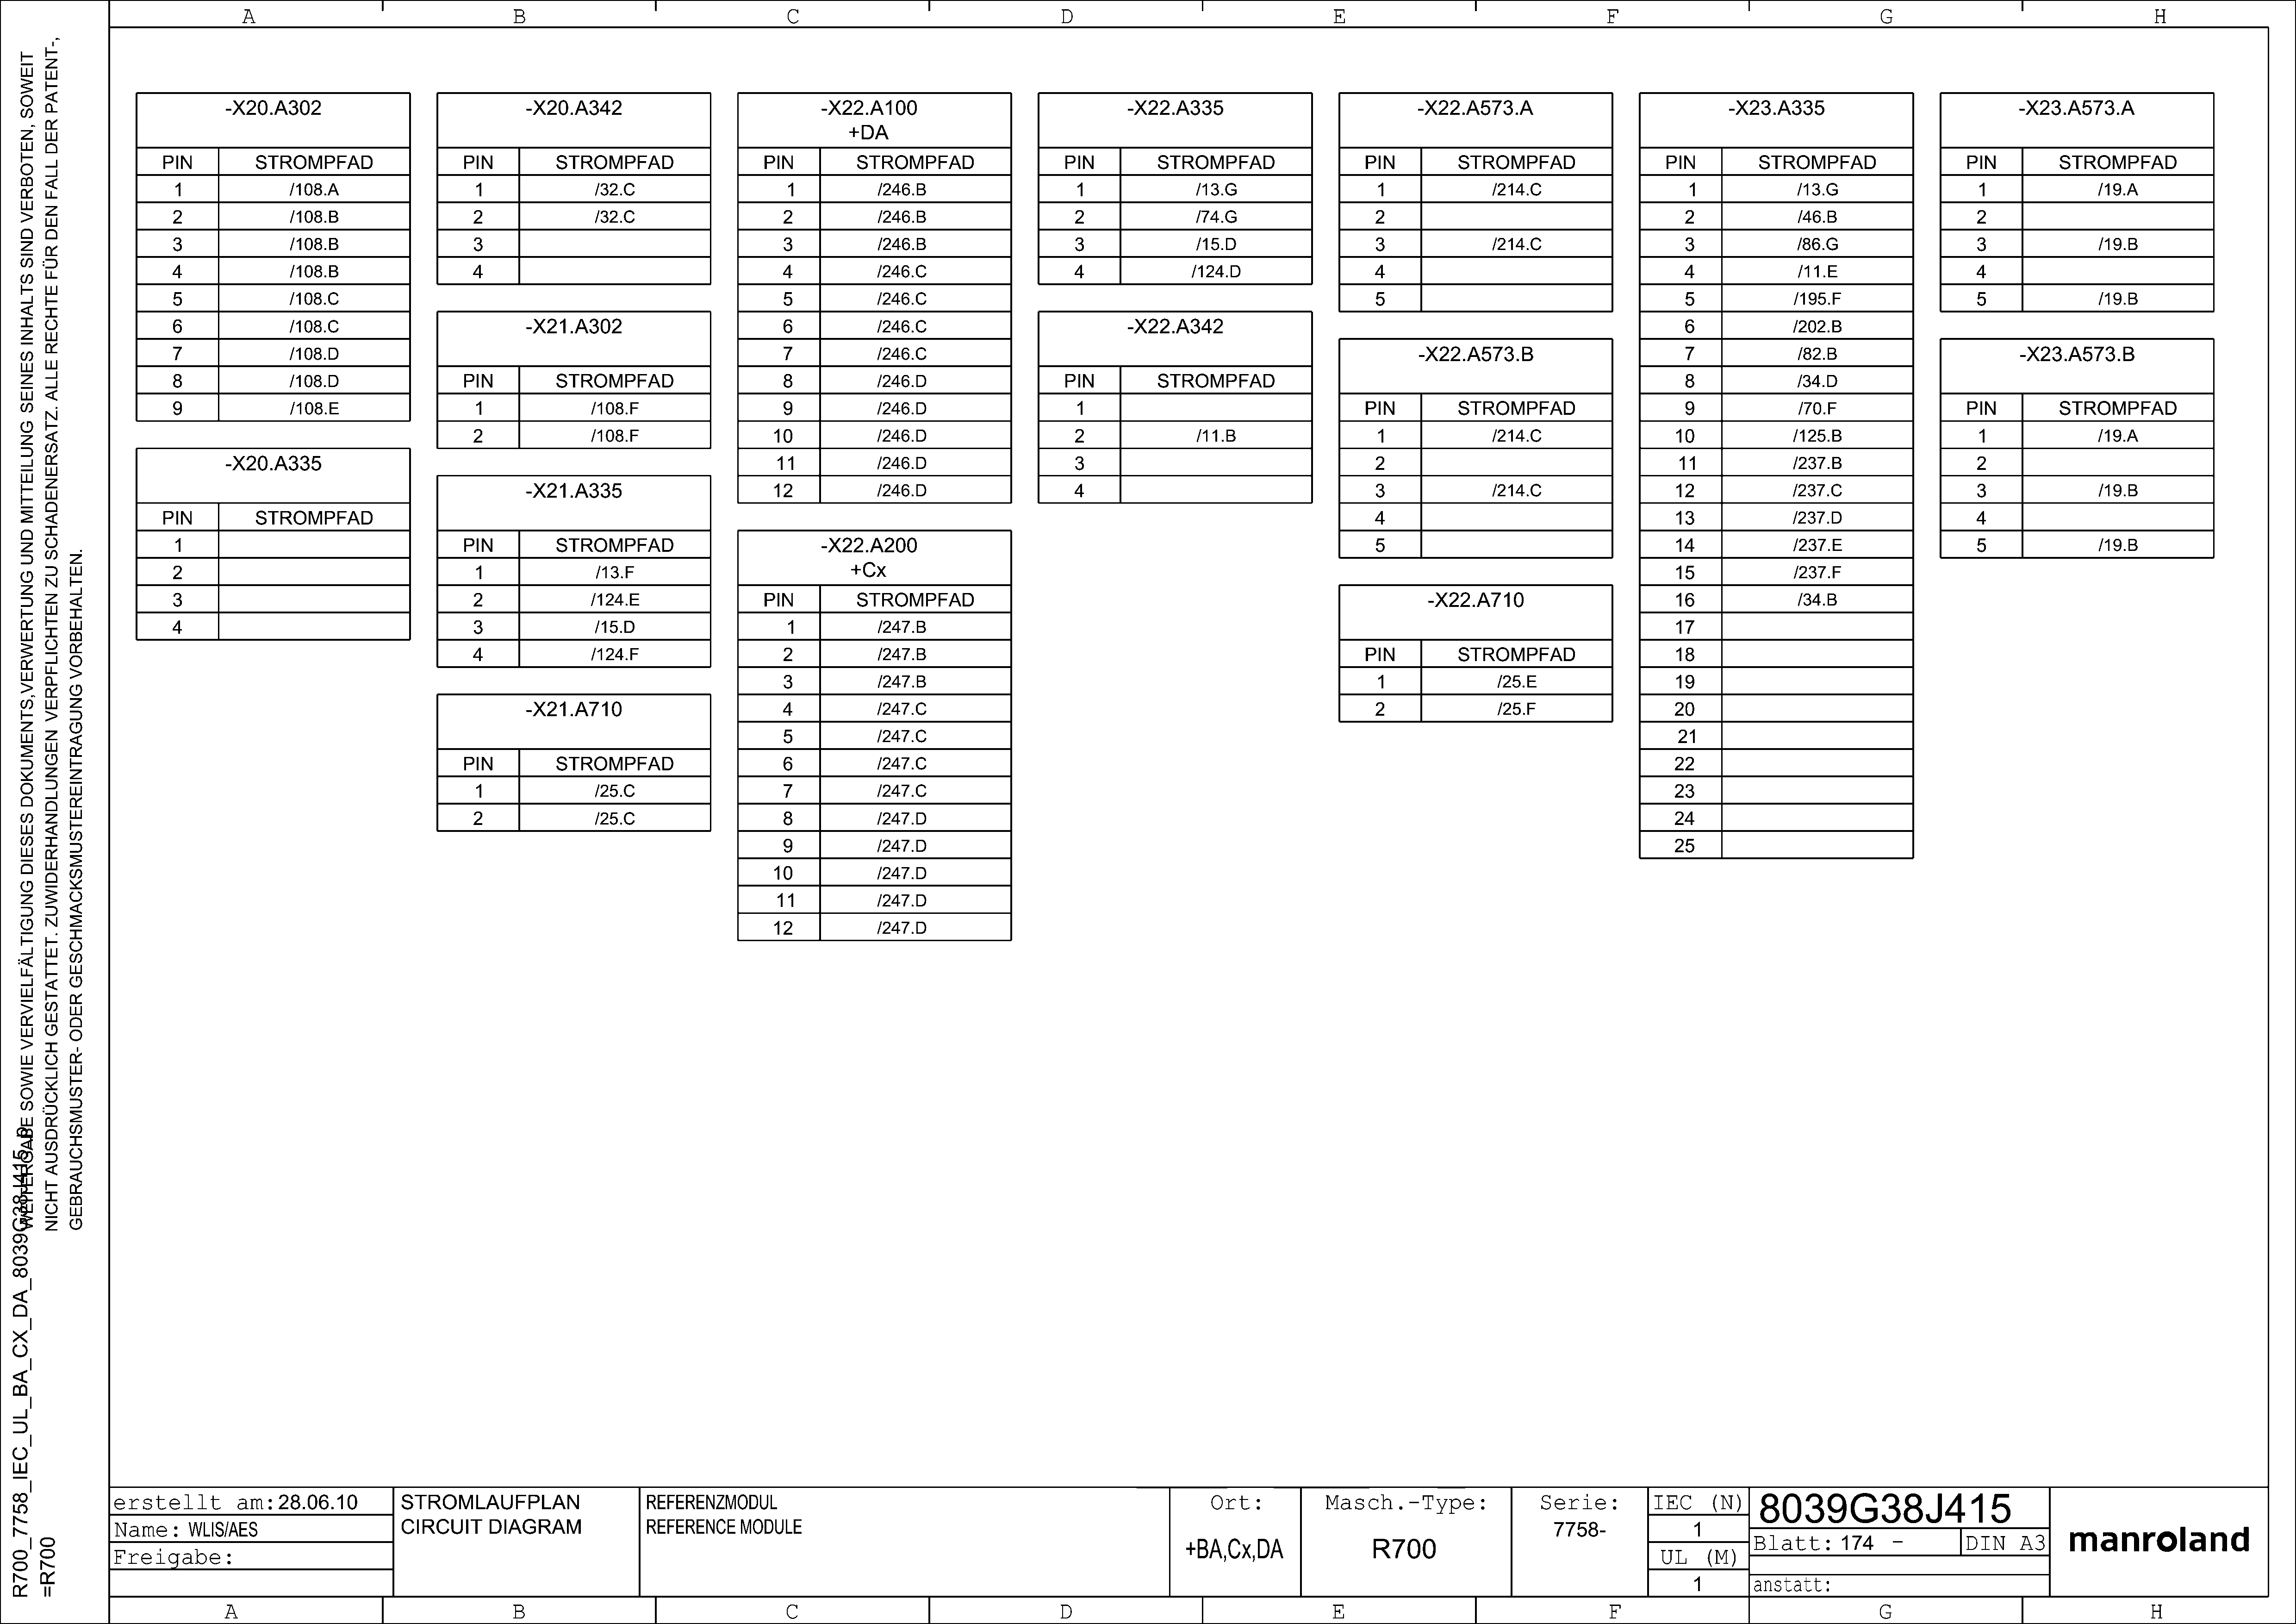 A B C D E F G H
-X20.A302
PIN STROMPFAD
1 /108.A
2 /108.B
3 /108.B
4 /108.B
5 /108.C
6 /108.C
7 /108.D
8 /108.D
9 /108.E
-X20.A335
PIN STROMPFAD
1
2
3
4
-X20.A342
PIN STROMPFAD
1 /32.C
2 /32.C
3
4
-X21.A302
PIN STROMPFAD
1 /108.F
2 /108.F
-X21.A335
PIN STROMPFAD
1 /13.F
2 /124.E
3 /15.D
4 /124.F
-X21.A710
PIN STROMPFAD
1 /25.C
2 /25.C
-X22.A100
+DA
PIN STROMPFAD
1 /246.B
2 /246.B
3 /246.B
4 /246.C
5 /246.C
6 /246.C
7 /246.C
8 /246.D
9 /246.D
10 /246.D
11 /246.D
12 /246.D
-X22.A200
+Cx
PIN STROMPFAD
1 /247.B
2 /247.B
3 /247.B
4 /247.C
5 /247.C
6 /247.C
7 /247.C
8 /247.D
9 /247.D
10 /247.D
11 /247.D
12 /247.D
-X22.A335
PIN STROMPFAD
1 /13.G
2 /74.G
3 /15.D
4 /124.D
-X22.A342
PIN STROMPFAD
1
2 /11.B
3
4
-X22.A573.A
PIN STROMPFAD
1 /214.C
2
3 /214.C
4
5
-X22.A573.B
PIN STROMPFAD
1 /214.C
2
3 /214.C
4
5
-X22.A710
PIN STROMPFAD
1 /25.E
2 /25.F
-X23.A335
PIN STROMPFAD
1 /13.G
2 /46.B
3 /86.G
4 /11.E
5 /195.F
6 /202.B
7 /82.B
8 /34.D
9 /70.F
10 /125.B
11 /237.B
12 /237.C
13 /237.D
14 /237.E
15 /237.F
16 /34.B
17
18
19
20
21
22
23
24
25
-X23.A573.A
PIN STROMPFAD
1 /19.A
2
3 /19.B
4
5 /19.B
-X23.A573.B
PIN STROMPFAD
1 /19.A
2
3 /19.B
4
5 /19.B
WEITERGABE SOWIE VERVIELFÄLTIGUNG DIESES DOKUMENTS,VERWERTUNG UND MITTEILUNG SEINES INHALTS SIND VERBOTEN, SOWEIT
NICHT AUSDRÜCKLICH GESTATTET. ZUWIDERHANDLUNGEN VERPFLICHTEN ZU SCHADENERSATZ. ALLE RECHTE FÜR DEN FALL DER PATENT-,
GEBRAUCHSMUSTER- ODER GESCHMACKSMUSTEREINTRAGUNG VORBEHALTEN.
R700_7758_IEC_UL_BA_CX_DA_8039G38J415_P
=R700
erstellt am: 28.06.10
Name: WLIS/AES
Freigabe:
STROMLAUFPLAN
CIRCUIT DIAGRAM
REFERENZMODUL
REFERENCE MODULE
Ort:
+BA,Cx,DA
Masch.-Type:
R700
Serie:
7758-
IEC (N)
1
UL (M)
1
8039G38J415
Blatt: 174 - DIN A3
anstatt:
manroland
A B C D E F G H